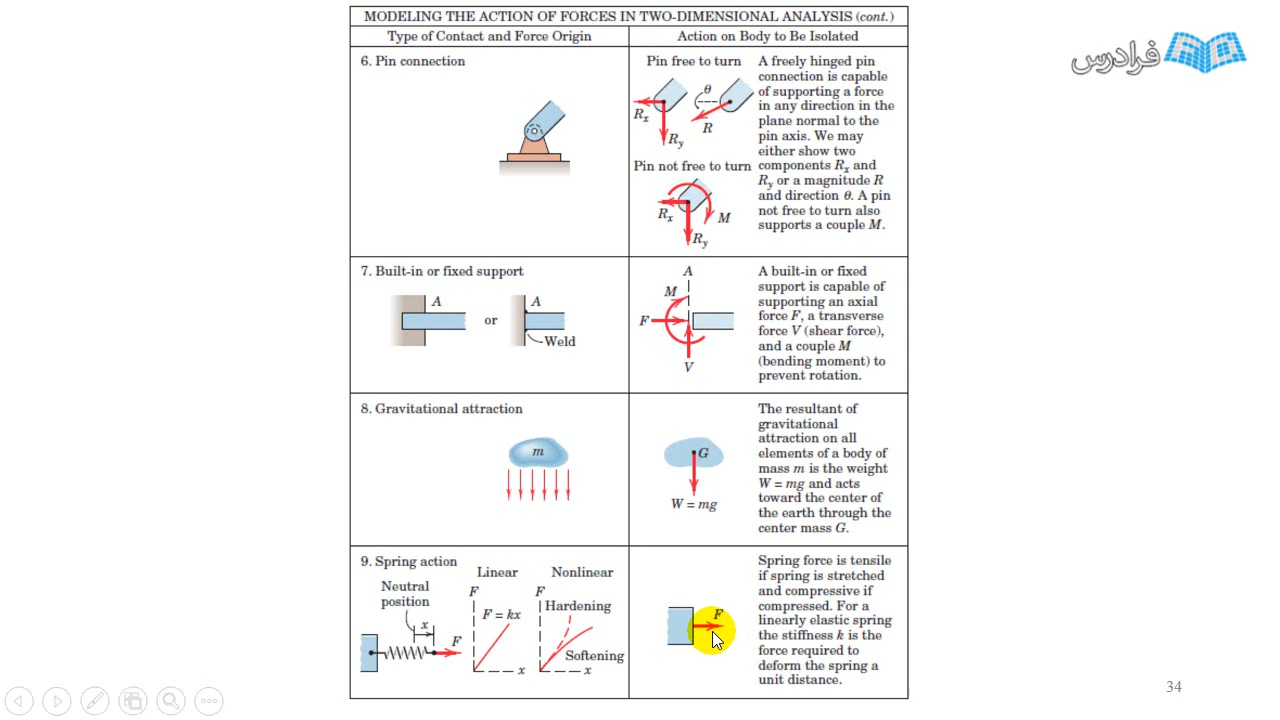 MODELING THE ACTION OF FORCES IN TWO-DIMENSIONAL ANALYSIS (cont.)
Type of Contact and Force Origin
Action on Body to Be Isolated
فرادرس
6. Pin connection
Pin free to turn
θ
Rx
Ry
R
Pin not free to turn
Rx
M
Ry
A freely hinged pin
connection is capable
of supporting a force
in any direction in the
plane normal to the
pin axis. We may
either show two
components Rx and
Ry or a magnitude R
and direction θ. A pin
not free to turn also
supports a couple M.
7. Built-in or fixed support
A
or
A
Weld
A
M
F
V
A built-in or fixed
support is capable of
supporting an axial
force F, a transverse
force V (shear force),
and a couple M
(bending moment) to
prevent rotation.
8. Gravitational attraction
m
G
W = mg
The resultant of
gravitational
attraction on all
elements of a body of
mass m is the weight
W = mg and acts
toward the center of
the earth through the
center mass G.
9. Spring action
Neutral
position
x
F
Linear
F
F = kx
x
Nonlinear
F
Hardening
Softening
x
F
Spring force is tensile
if spring is stretched
and compressive if
compressed. For a
linearly elastic spring
the stiffness k is the
force required to
deform the spring a
unit distance.
34